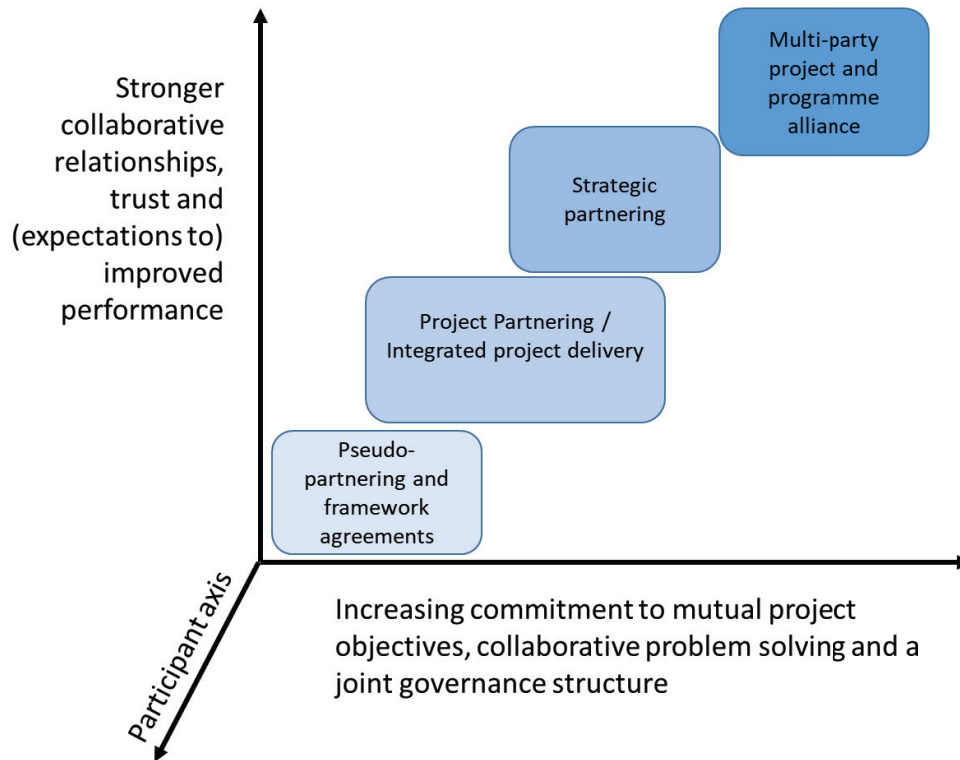 Stronger
collaborative
relationships,
trust and
(expectations to)
improved
performance
Multi-party
project and
programme
alliance
Strategic
partnering
Project Partnering /
Integrated project delivery
Pseudo-
partnering and
framework
agreements
Participant axis
Increasing commitment to mutual project
objectives, collaborative problem solving and a
joint governance structure